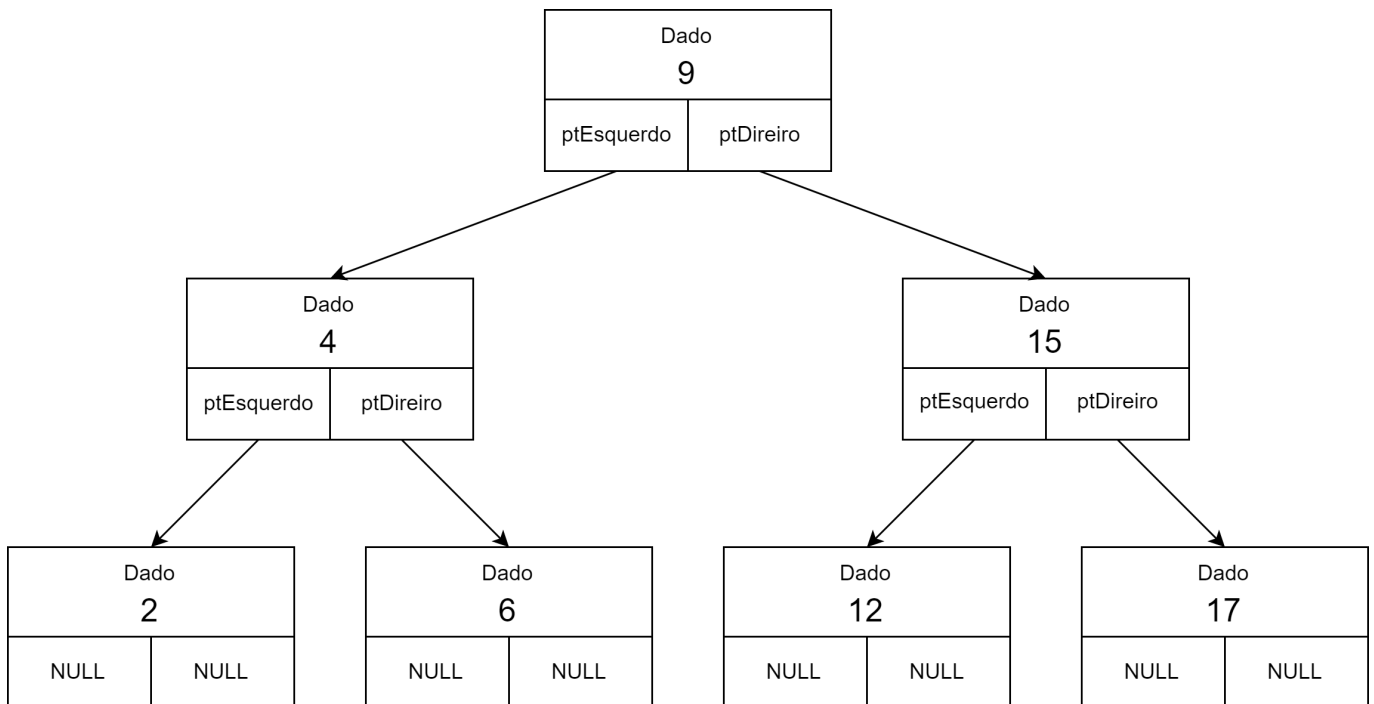 Dado
9
ptEsquerdo ptDireiro
Dado
4
ptEsquerdo ptDireiro
Dado
15
ptEsquerdo ptDireiro
Dado
2
NULL NULL
Dado
6
NULL NULL
Dado
12
NULL NULL
Dado
17
NULL NULL